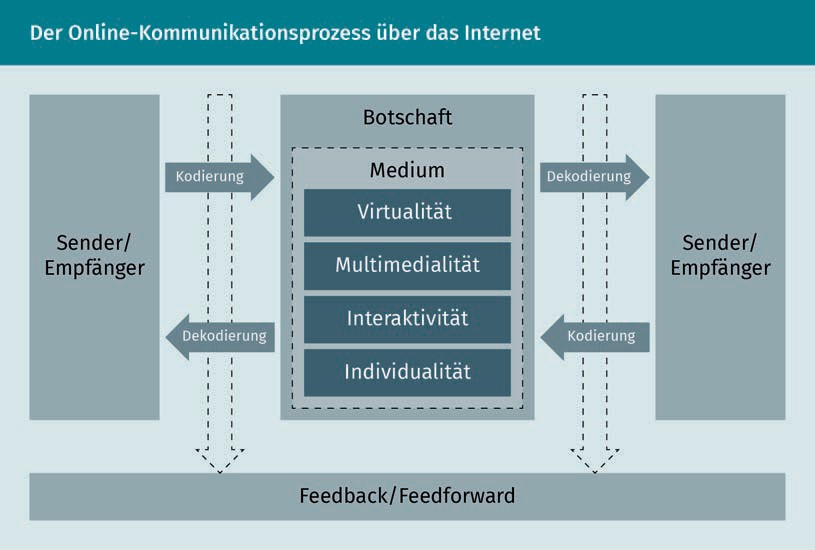 Der Online-Kommunikationsprozess über das Internet
Sender/
Empfänger
Kodierung
Dekodierung
Botschaft
Medium
Virtualität
Multimedialität
Interaktivität
Individualität
Dekodierung
Kodierung
Sender/
Empfänger
Feedback/Feedforward